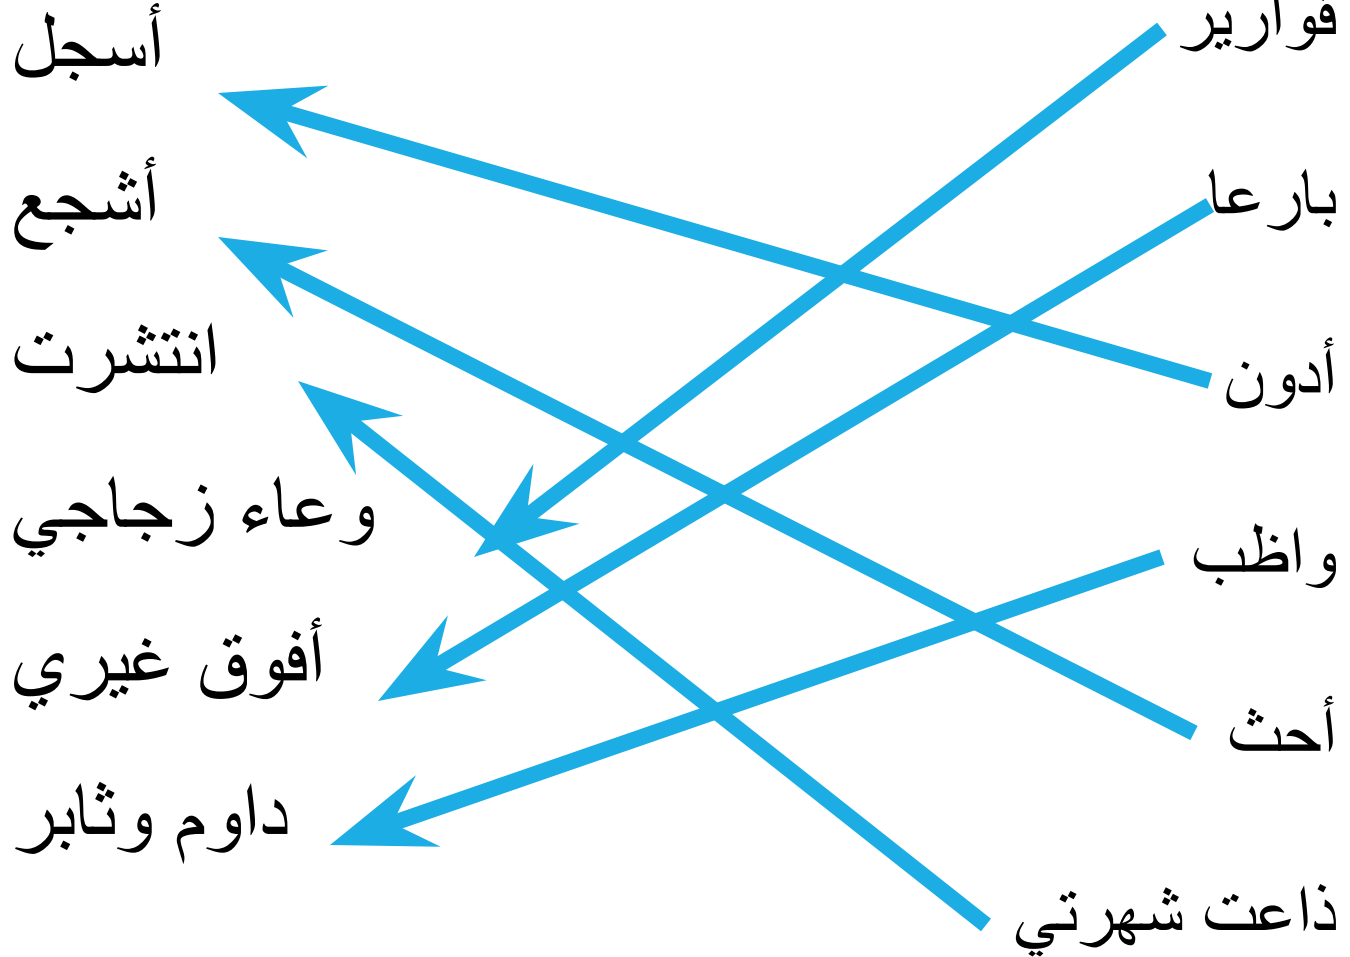 قوارير
بارعا
أدون
واظب
أحث
ذاعت شهرتي
أسجل
أشجع
انتشرت
وعاء زجاجي
أفوق غيري
داوم وثابر